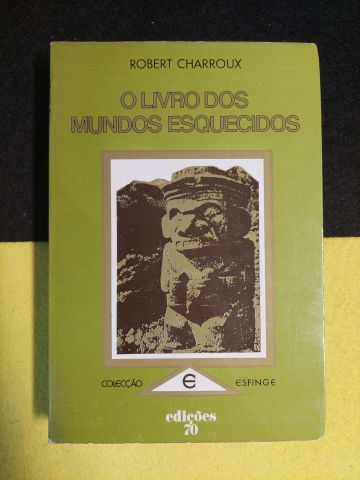 ROBERT CHARROUX
O LIVRO DOS
MUNDOS ESQUECIDOS
COLECÇÃO e ESFINGE
edições
70